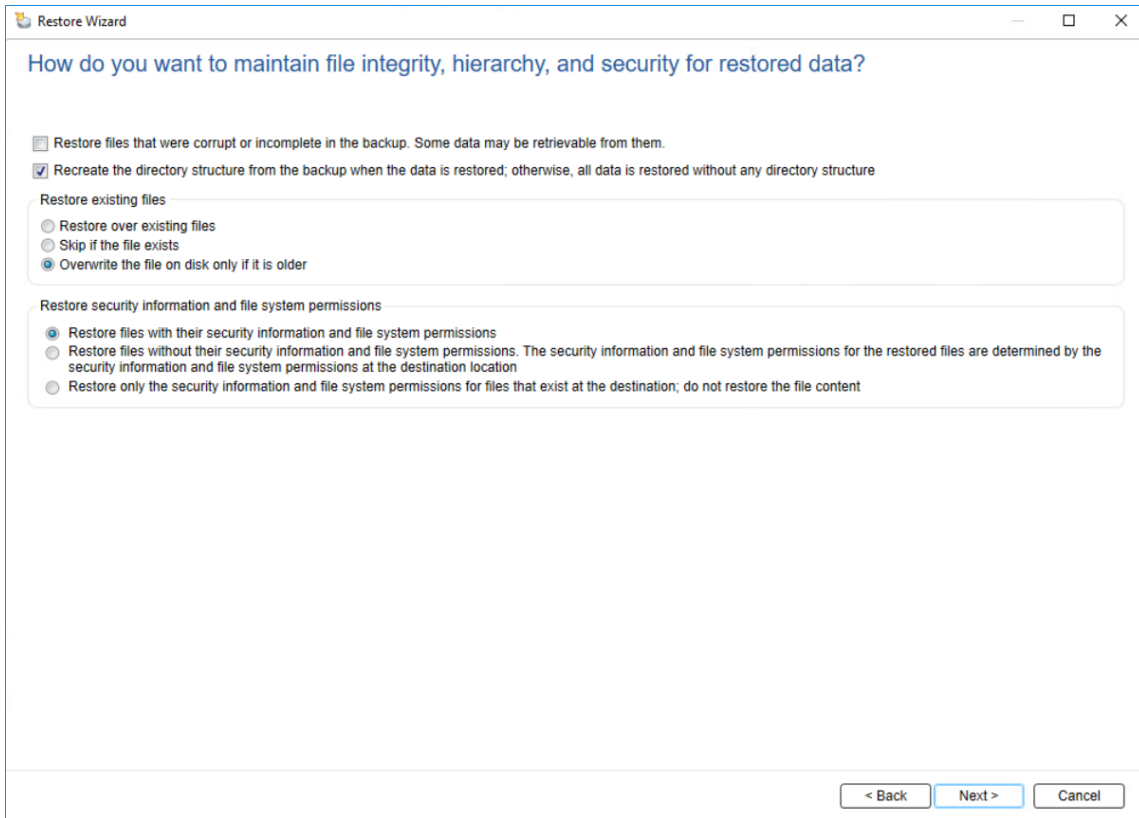 Restore Wizard
How do you want to maintain file integrity, hierarchy, and security for restored data?
Restore files that were corrupt or incomplete in the backup. Some data may be retrievable from them.
Recreate the directory structure from the backup when the data is restored; otherwise, all data is restored without any directory structure
Restore existing files
Restore over existing files
Skip if the file exists
Overwrite the file on disk only if it is older
Restore security information and file system permissions
Restore files with their security information and file system permissions
Restore files without their security information and file system permissions. The security information and file system permissions for the restored files are determined by the
security information and file system permissions at the destination location
Restore only the security information and file system permissions for files that exist at the destination; do not restore the file content
< Back Next > Cancel